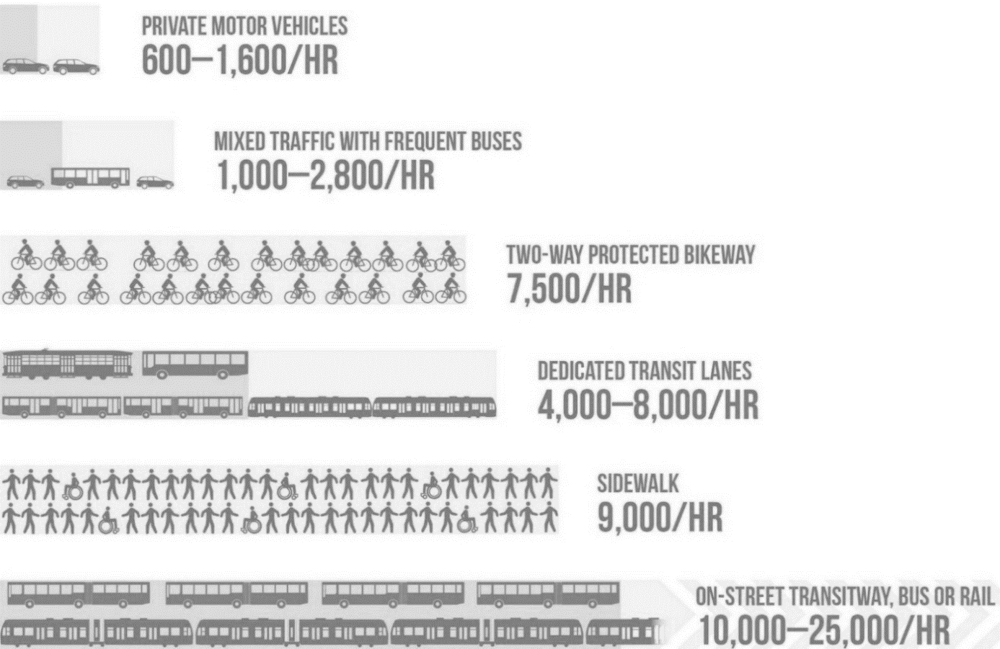 PRIVATE MOTOR VEHICLES
600–1,600/HR
MIXED TRAFFIC WITH FREQUENT BUSES
1,000–2,800/HR
TWO-WAY PROTECTED BIKEWAY
7,500/HR
DEDICATED TRANSIT LANES
4,000–8,000/HR
SIDEWALK
9,000/HR
ON-STREET TRANSITWAY, BUS OR RAIL
10,000–25,000/HR